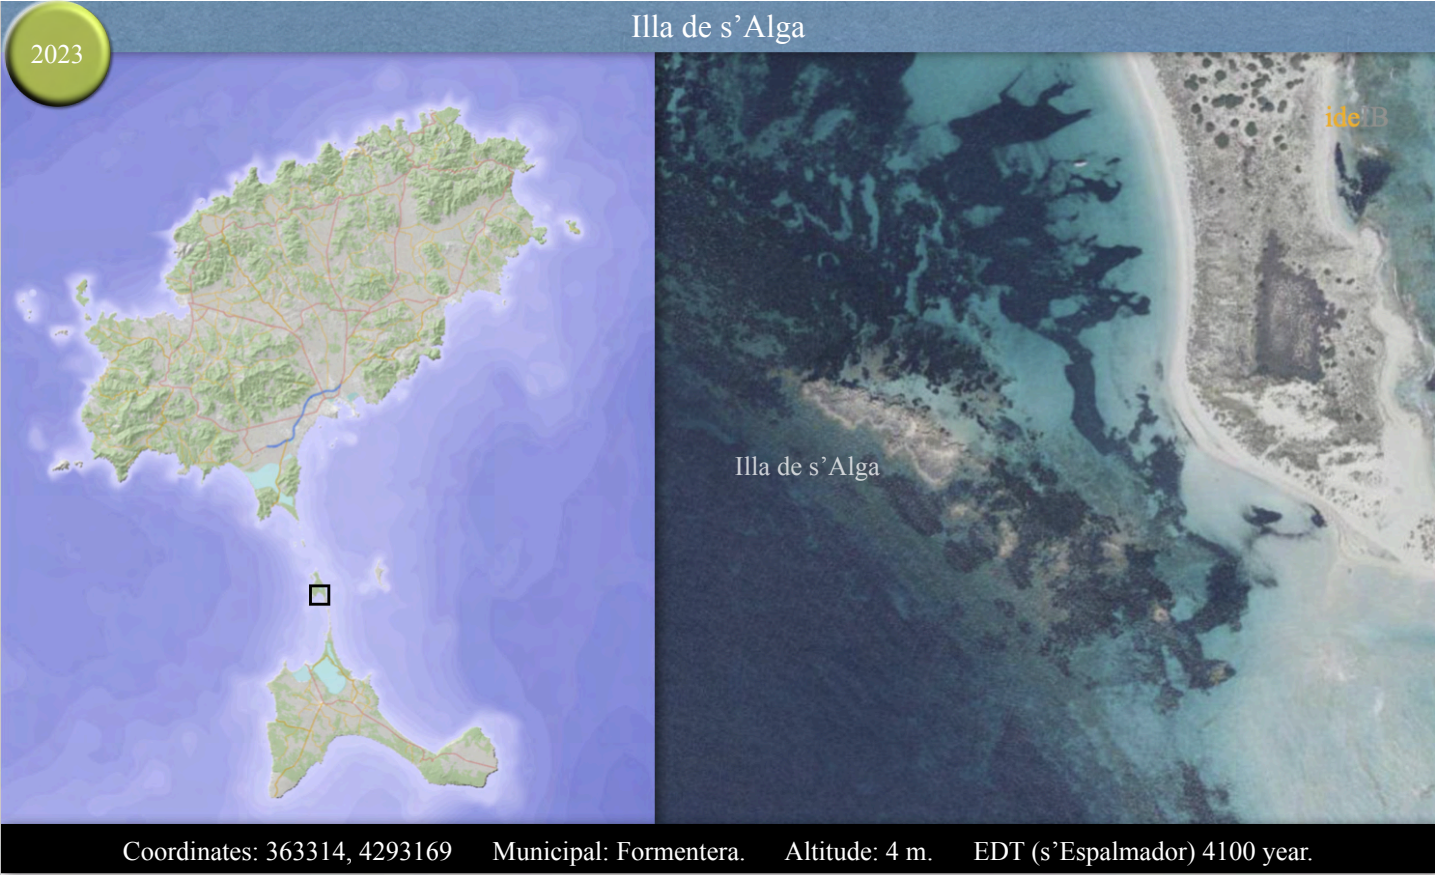 Illa de s’Alga
2023
ideIB
Illa de s’Alga
Coordinates: 363314, 4293169 Municipal: Formentera. Altitude: 4 m. EDT (s’Espalmador) 4100 year.